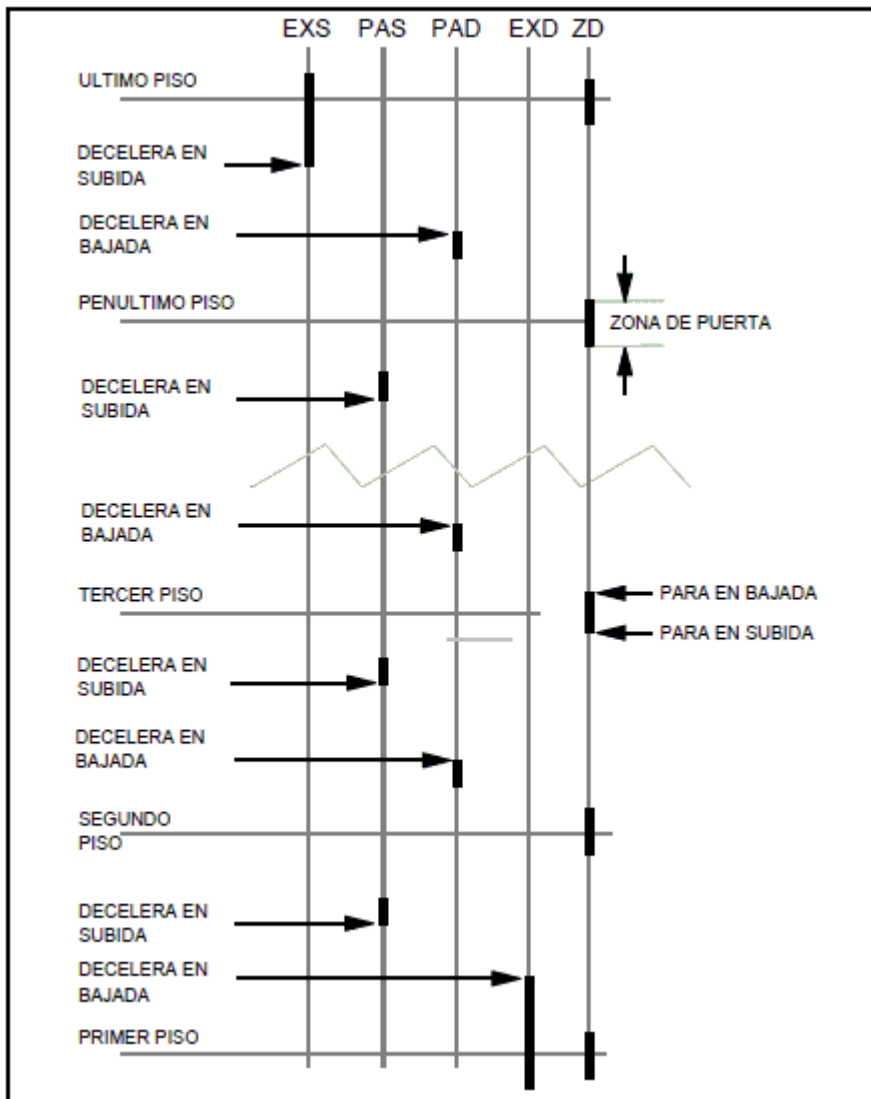 EXS PAS PAD EXD ZD
ULTIMO PISO
DECELERA EN
SUBIDA
DECELERA EN
BAJADA
PENULTIMO PISO
ZONA DE PUERTA
DECELERA EN
SUBIDA
DECELERA EN
BAJADA
TERCER PISO
PARA EN BAJADA
PARA EN SUBIDA
DECELERA EN
SUBIDA
DECELERA EN
BAJADA
SEGUNDO
PISO
DECELERA EN
SUBIDA
DECELERA EN
BAJADA
PRIMER PISO